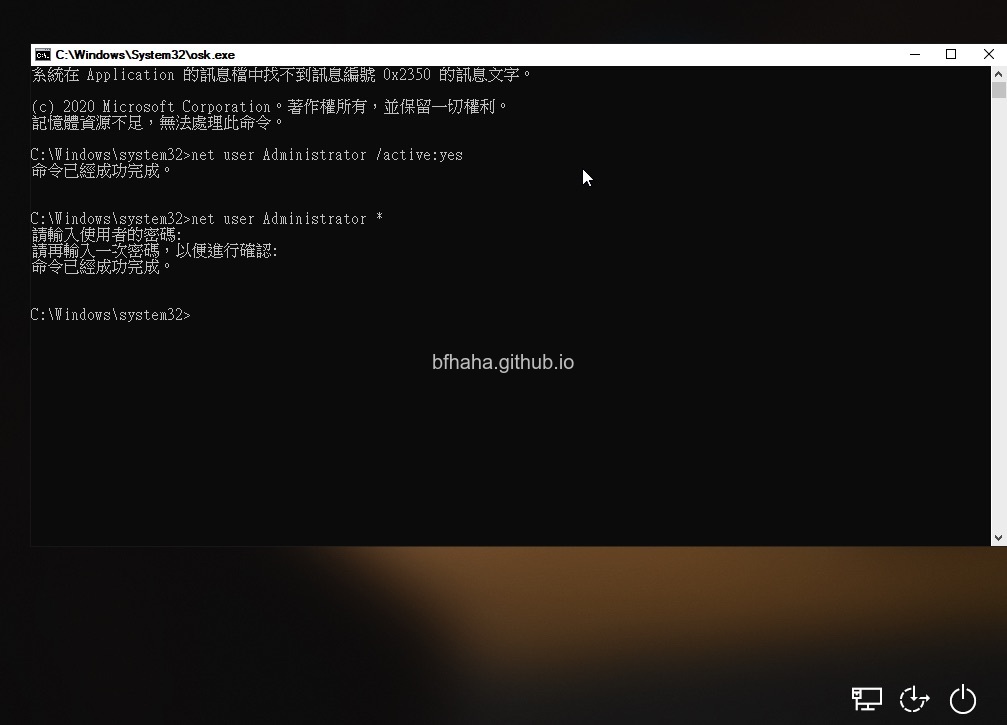 C:\Windows\System32\osk.exe
系統在 Application 的訊息檔中找不到訊息編號 0x2350 的訊息文字。
(c) 2020 Microsoft Corporation。著作權所有，並保留一切權利。
記憶體資源不足，無法處理此命令。
C:\Windows\system32>net user Administrator /active:yes
命令已經成功完成。
C:\Windows\system32>net user Administrator *
請輸入使用者的密碼:
請再輸入一次密碼，以便進行確認:
命令已經成功完成。
C:\Windows\system32>
bfhaha.github.io